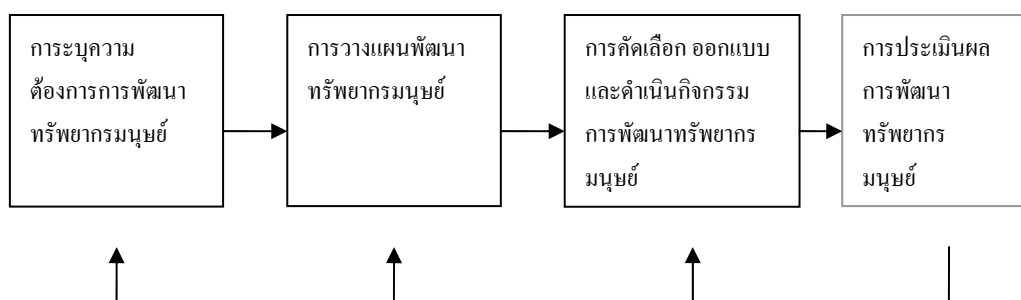 การะบุความ
ต้องการการพัฒนา
ทรัพยากรมนุษย์
การวางแผนพัฒนา
ทรัพยากรมนุษย์
การคัดเลือก ออกแบบ
และดำเนินกิจกรรม
การพัฒนาทรัพยากร
มนุษย์
การประเมินผล
การพัฒนา
ทรัพยากร
มนุษย์